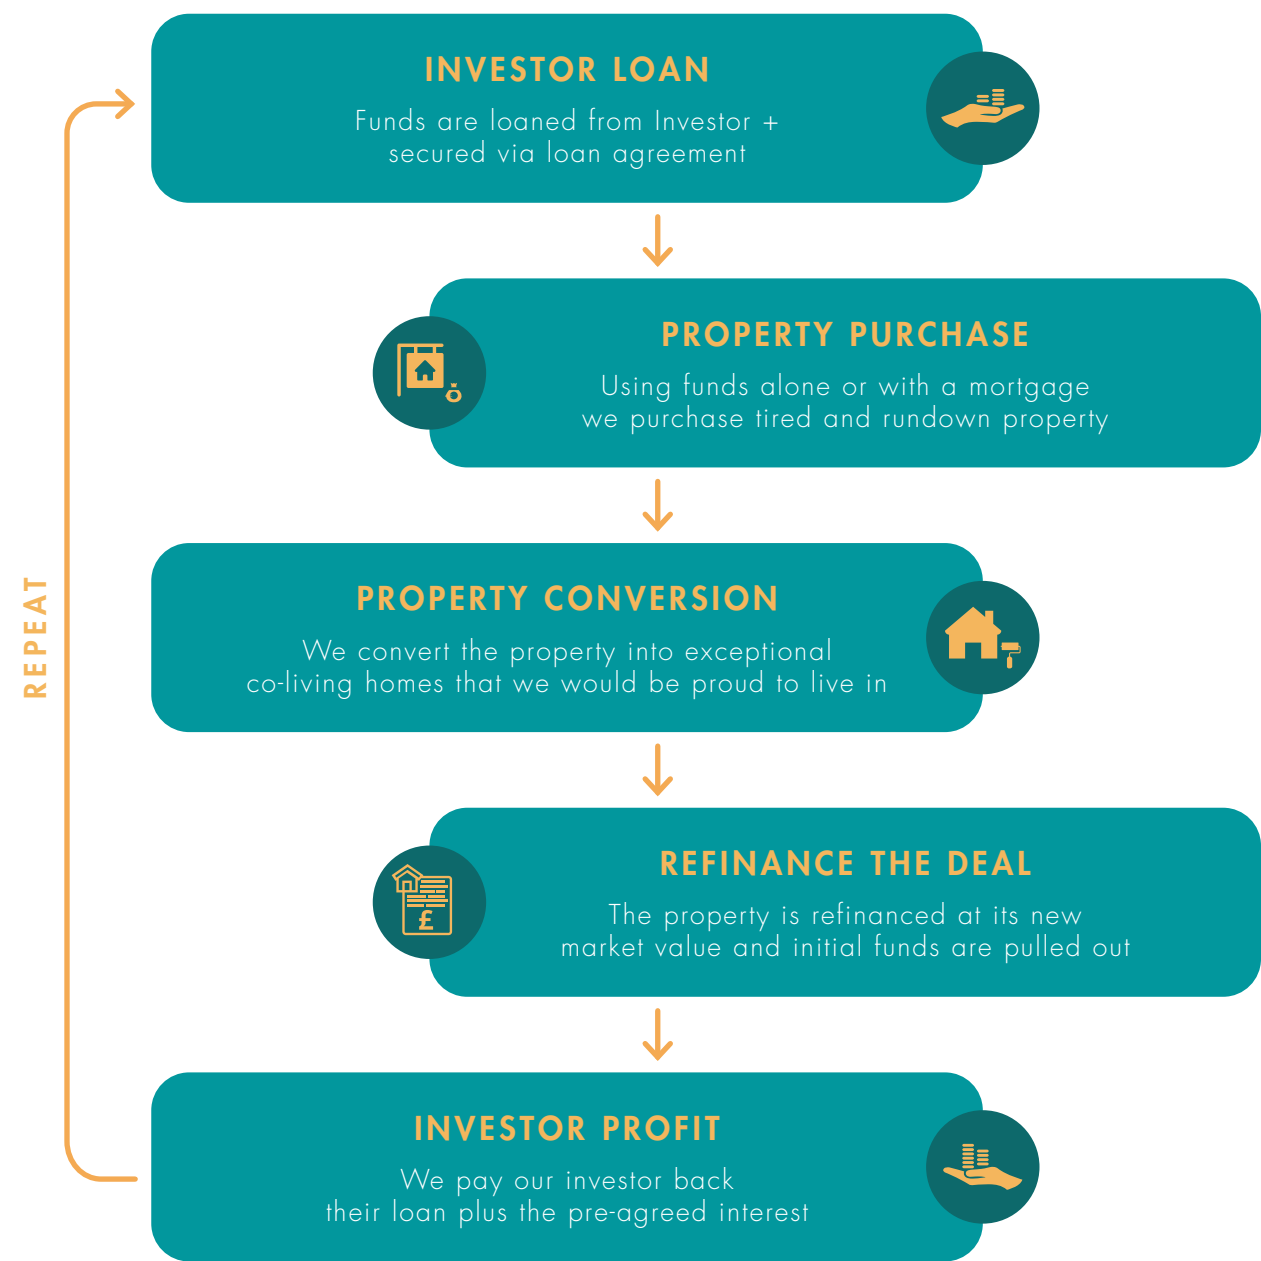 INVESTOR LOAN
Funds are loaned from Investor +
secured via loan agreement
PROPERTY PURCHASE
Using funds alone or with a mortgage
we purchase tired and rundown property
PROPERTY CONVERSION
We convert the property into exceptional
co-living homes that we would be proud to live in
REPEAT
REFINANCE THE DEAL
The property is refinanced at its new
market value and initial funds are pulled out
£
INVESTOR PROFIT
We pay our investor back
their loan plus the pre-agreed interest